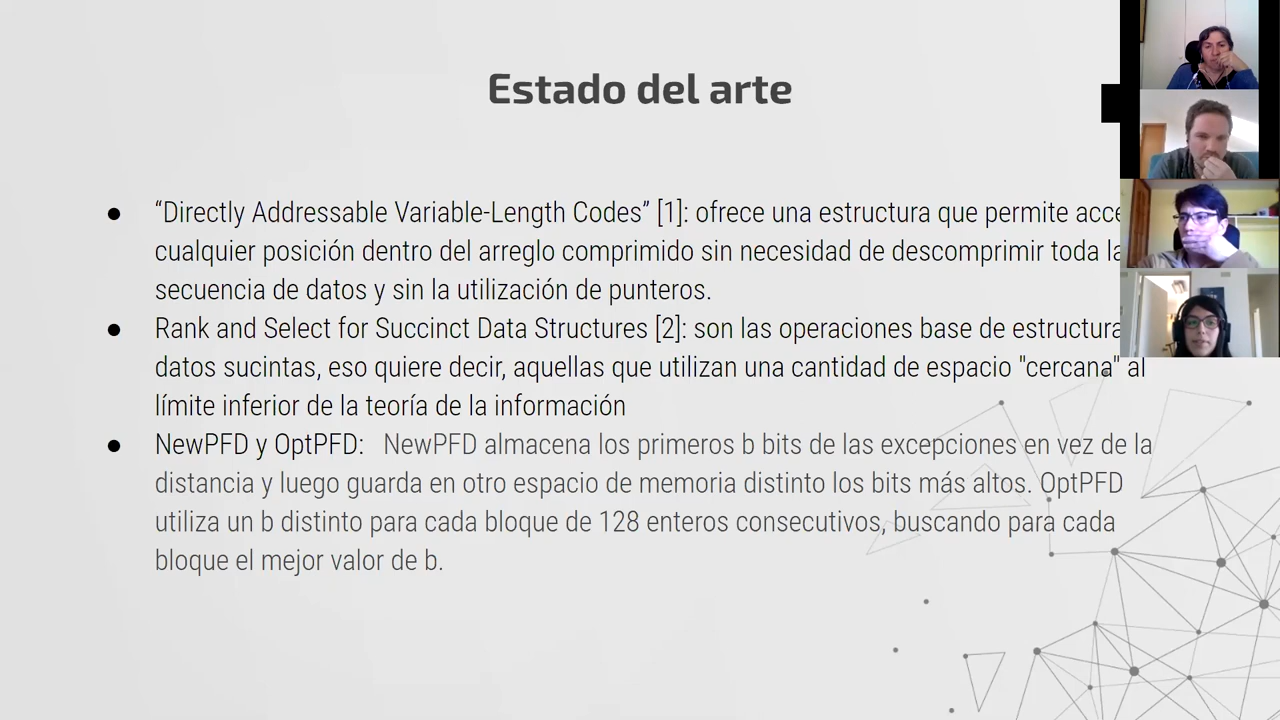 Estado del arte
● “Directly Addressable Variable-Length Codes” [1]: ofrece una estructura que permite
cualquier posición dentro del arreglo comprimido sin necesidad de descomprimir toda
secuencia de datos y sin la utilización de punteros.
● Rank and Select for Succinct Data Structures [2]: son las operaciones base de
datos sucintas, eso quiere decir, aquellas que utilizan una cantidad de espacio "cercana" al
límite inferior de la teoría de la información
● NewPFD y OptPFD: NewPFD almacena los primeros b bits de las excepciones en vez de la
distancia y luego guarda en otro espacio de memoria distinto los bits más altos. OptPFD
utiliza un b distinto para cada bloque de 128 enteros consecutivos, buscando para cada
bloque el mejor valor de b.